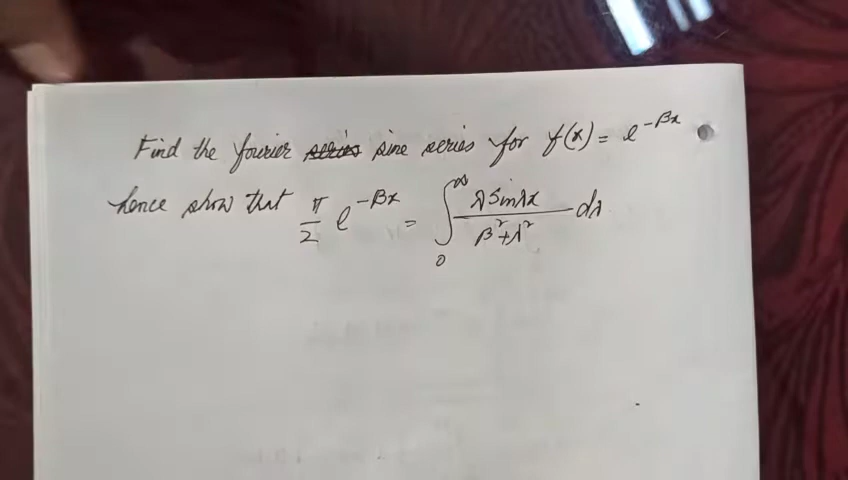 Find the fourier series sine series for f(x) = e^{-βx}
hence show that π/2 e^{-βx} = ∫_0^∞ λ sin λx / β²+λ² dλ